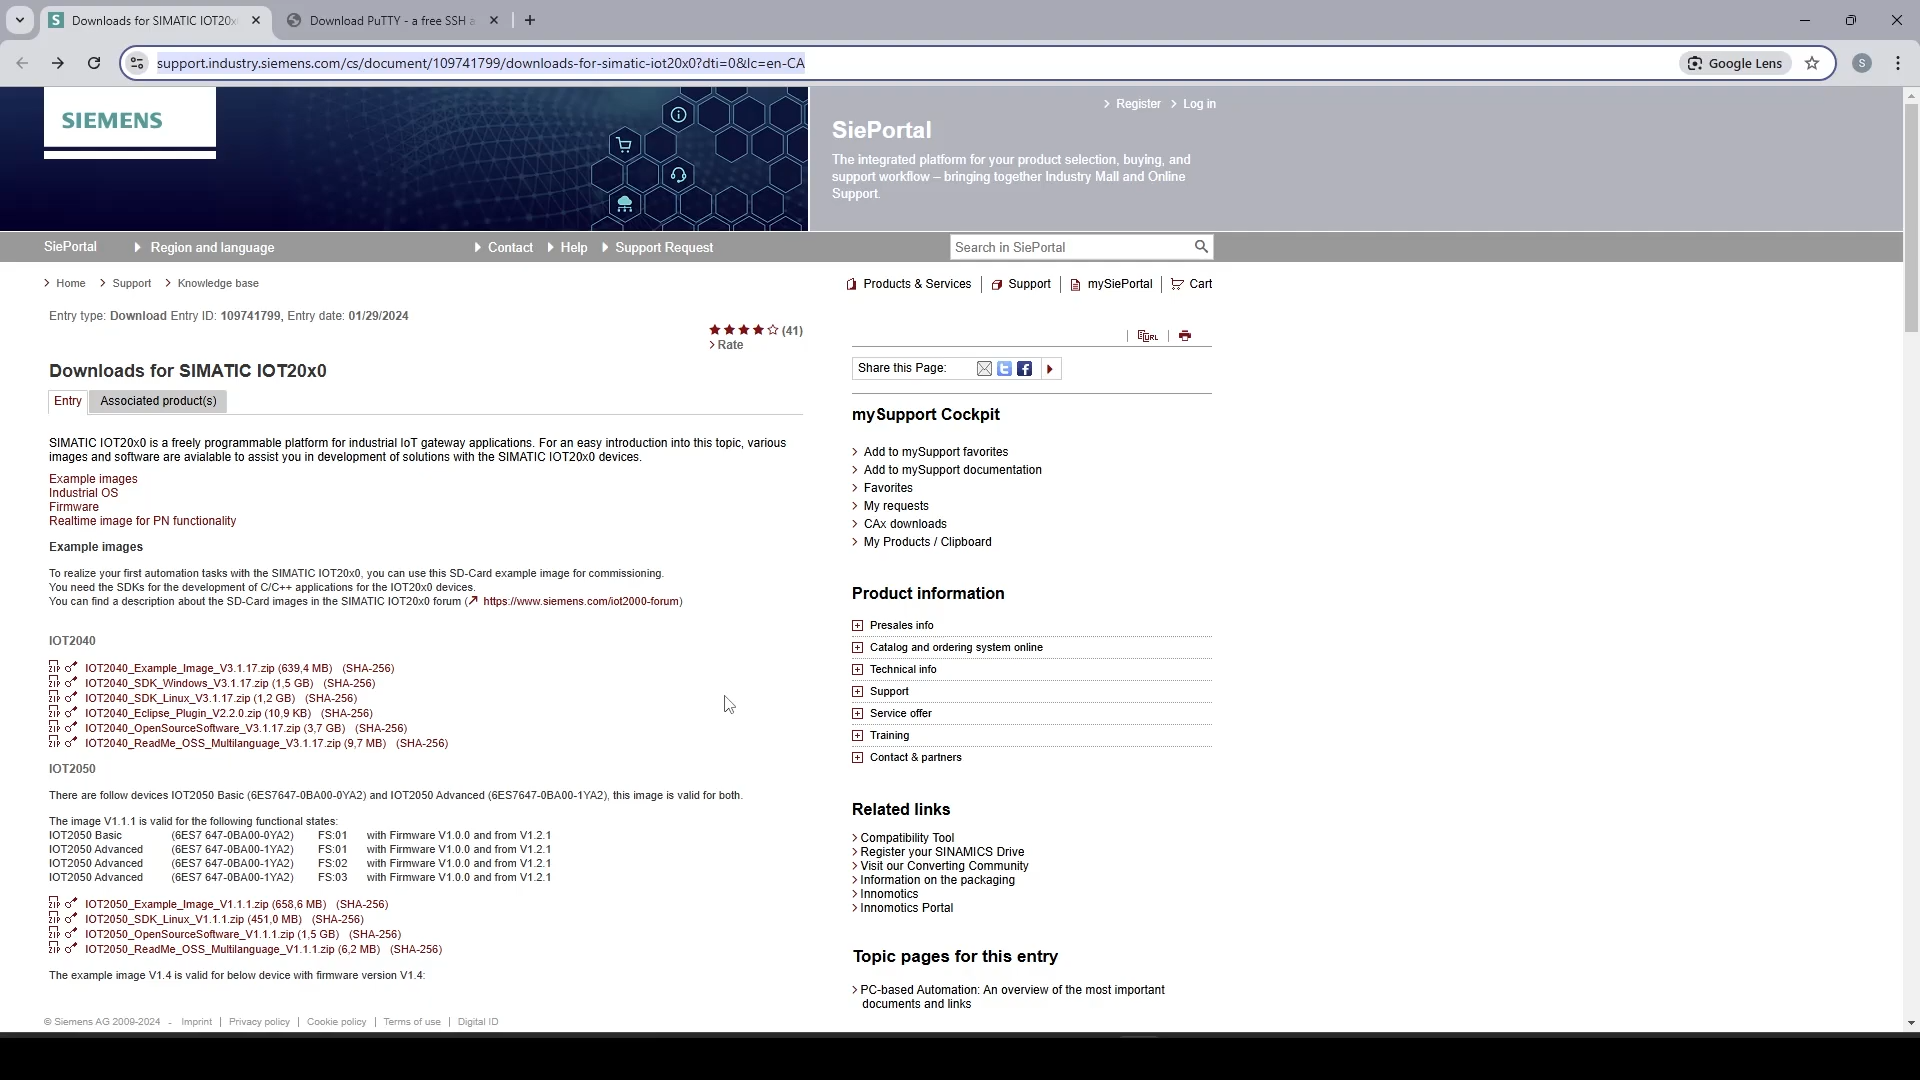 Downloads for SIMATIC IOT20x
Download PuTTY - a free SSH a
support.industry.siemens.com/cs/document/109741799/downloads-for-simatic-iot20x0?dti=0&lc=en-CA
Google Lens
S
SIEMENS
Register Log in
SiePortal
The integrated platform for your product selection, buying, and
support workflow – bringing together Industry Mall and Online
Support.
SiePortal Region and language Contact Help Support Request Search in SiePortal
Home Support Knowledge base
Products & Services Support mySiePortal Cart
Entry type: Download Entry ID: 109741799, Entry date: 01/29/2024
(41)
Rate
URL
Share this Page:
Downloads for SIMATIC IOT20x0
Entry Associated product(s)
SIMATIC IOT20x0 is a freely programmable platform for industrial IoT gateway applications. For an easy introduction into this topic, various
images and software are avialable to assist you in development of solutions with the SIMATIC IOT20x0 devices.
Example images
Industrial OS
Firmware
Realtime image for PN functionality
Example images
To realize your first automation tasks with the SIMATIC IOT20x0, you can use this SD-Card example image for commissioning.
You need the SDKs for the development of C/C++ applications for the IOT20x0 devices.
You can find a description about the SD-Card images in the SIMATIC IOT20x0 forum ( https://www.siemens.com/iot2000-forum)
IOT2040
ZIP IOT2040_Example_Image_V3.1.17.zip (639,4 MB) (SHA-256)
ZIP IOT2040_SDK_Windows_V3.1.17.zip (1,5 GB) (SHA-256)
ZIP IOT2040_SDK_Linux_V3.1.17.zip (1,2 GB) (SHA-256)
ZIP IOT2040_Eclipse_Plugin_V2.2.0.zip (10,9 KB) (SHA-256)
ZIP IOT2040_OpenSourceSoftware_V3.1.17.zip (3,7 GB) (SHA-256)
ZIP IOT2040_ReadMe_OSS_Multilanguage_V3.1.17.zip (9,7 MB) (SHA-256)
IOT2050
There are follow devices IOT2050 Basic (6ES7647-0BA00-0YA2) and IOT2050 Advanced (6ES7647-0BA00-1YA2), this image is valid for both.
The image V1.1.1 is valid for the following functional states:
IOT2050 Basic (6ES7 647-0BA00-0YA2) FS:01 with Firmware V1.0.0 and from V1.2.1
IOT2050 Advanced (6ES7 647-0BA00-1YA2) FS:01 with Firmware V1.0.0 and from V1.2.1
IOT2050 Advanced (6ES7 647-0BA00-1YA2) FS:02 with Firmware V1.0.0 and from V1.2.1
IOT2050 Advanced (6ES7 647-0BA00-1YA2) FS:03 with Firmware V1.0.0 and from V1.2.1
ZIP IOT2050_Example_Image_V1.1.1.zip (658,6 MB) (SHA-256)
ZIP IOT2050_SDK_Linux_V1.1.1.zip (451,0 MB) (SHA-256)
ZIP IOT2050_OpenSourceSoftware_V1.1.1.zip (1,5 GB) (SHA-256)
ZIP IOT2050_ReadMe_OSS_Multilanguage_V1.1.1.zip (6,2 MB) (SHA-256)
The example image V1.4 is valid for below device with firmware version V1.4:
mySupport Cockpit
Add to mySupport favorites
Add to mySupport documentation
Favorites
My requests
CAx downloads
My Products / Clipboard
Product information
Presales info
Catalog and ordering system online
Technical info
Support
Service offer
Training
Contact & partners
Related links
Compatibility Tool
Register your SINAMICS Drive
Visit our Converting Community
Information on the packaging
Innomotics
Innomotics Portal
Topic pages for this entry
PC-based Automation: An overview of the most important
documents and links
© Siemens AG 2009-2024 - Imprint | Privacy policy | Cookie policy | Terms of use | Digital ID